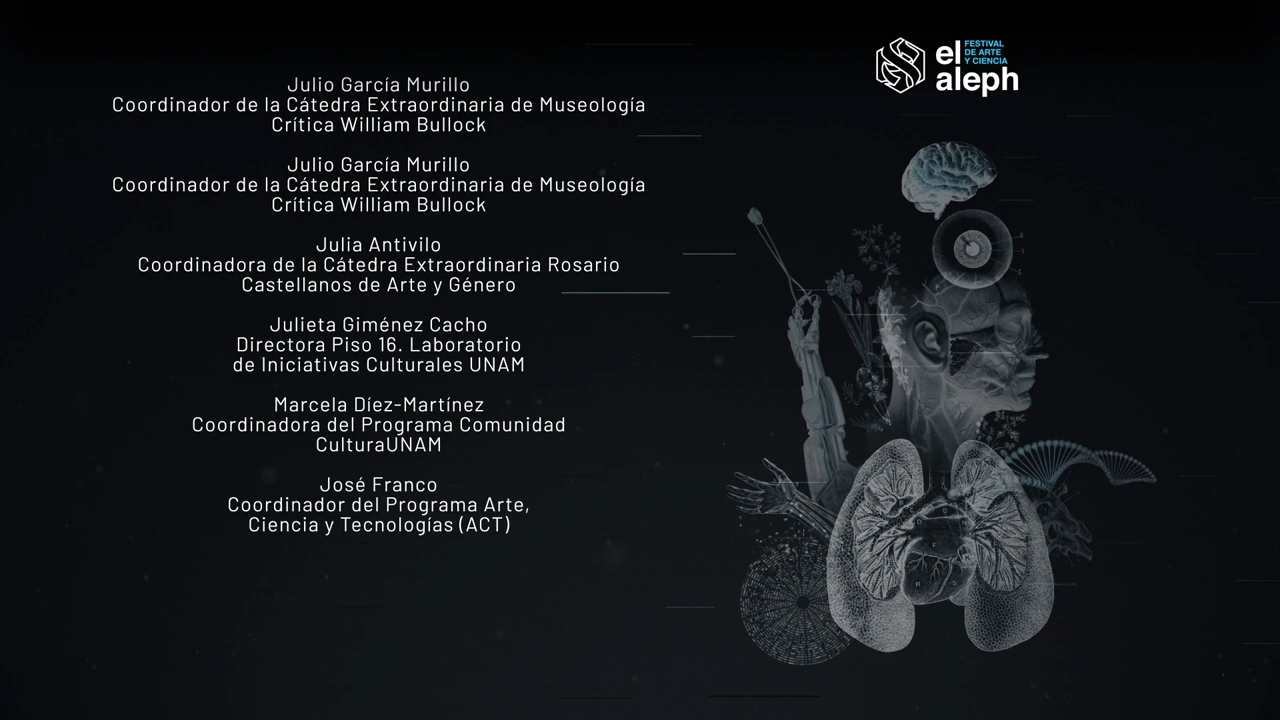 Julio García Murillo
Coordinador de la Cátedra Extraordinaria de Museología
Crítica William Bullock
Julio García Murillo
Coordinador de la Cátedra Extraordinaria de Museología
Crítica William Bullock
Julia Antivilo
Coordinadora de la Cátedra Extraordinaria Rosario
Castellanos de Arte y Género
Julieta Giménez Cacho
Directora Piso 16. Laboratorio
de Iniciativas Culturales UNAM
Marcela Díez-Martínez
Coordinadora del Programa Comunidad
CulturaUNAM
José Franco
Coordinador del Programa Arte,
Ciencia y Tecnologías (ACT)
el
aleph
FESTIVAL
DE ARTE
Y CIENCIA